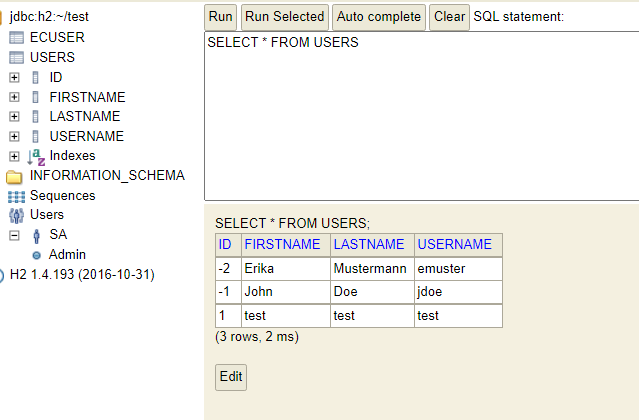 jdbc:h2:~/test
ECUSER
USERS
ID
FIRSTNAME
LASTNAME
USERNAME
Indexes
INFORMATION_SCHEMA
Sequences
Users
SA
Admin
H2 1.4.193 (2016-10-31)
Run Run Selected Auto complete Clear SQL statement:
SELECT * FROM USERS
SELECT * FROM USERS;
ID FIRSTNAME LASTNAME USERNAME
-2 Erika Mustermann emuster
-1 John Doe jdoe
1 test test test
(3 rows, 2 ms)
Edit